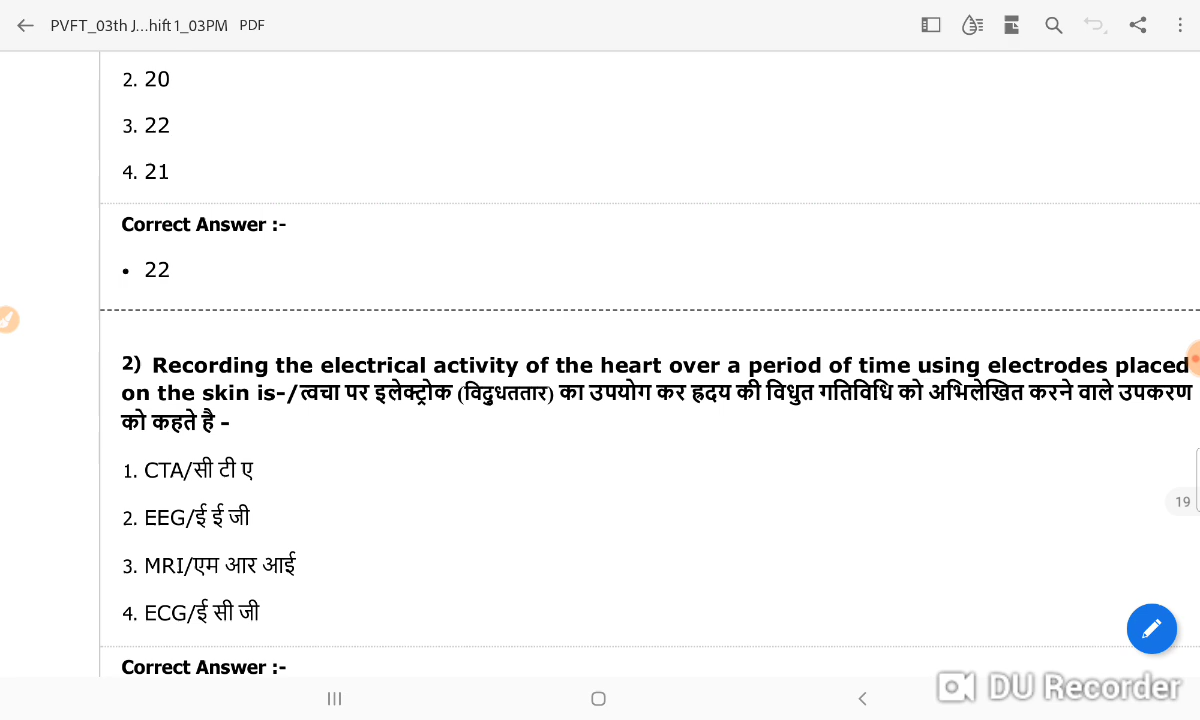 PVFT_03th J...hift 1_03PM PDF
2. 20
3. 22
4. 21
Correct Answer :-
• 22
2) Recording the electrical activity of the heart over a period of time using electrodes placed
on the skin is-/त्वचा पर इलेक्ट्रोक (विदुधततार) का उपयोग कर ह्रदय की विधुत गतिविधि को अभिलेखित करने वाले उपकरण
को कहते है -
1. CTA/सी टी ए
2. EEG/ई ई जी
3. MRI/एम आर आई
19
4. ECG/ई सी जी
Correct Answer :-
DU Recorder